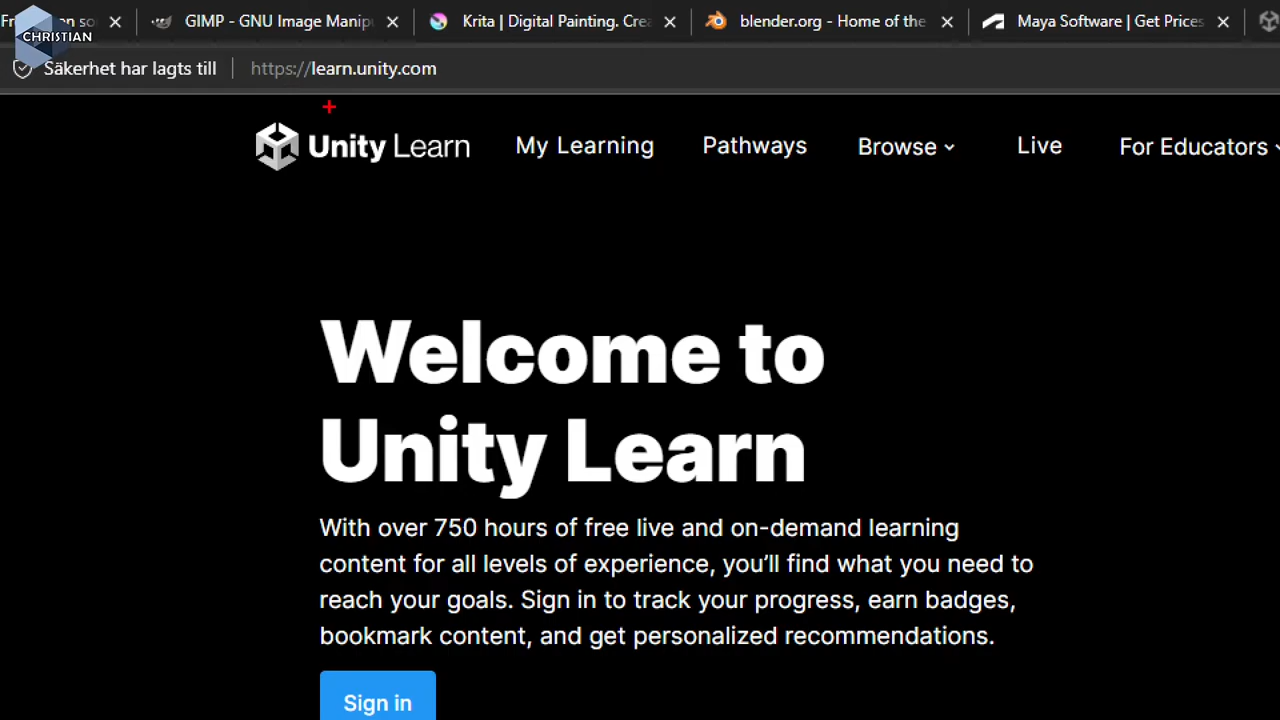 GIMP - GNU Image Manip
Krita | Digital Painting. Crea
blender.org - Home of the
Maya Software | Get Prices
CHRISTIAN
Säkerhet har lagts till
https://learn.unity.com
Unity Learn
My Learning
Pathways
Browse
Live
For Educators
Welcome to
Unity Learn
With over 750 hours of free live and on-demand learning
content for all levels of experience, you’ll find what you need to
reach your goals. Sign in to track your progress, earn badges,
bookmark content, and get personalized recommendations.
Sign in